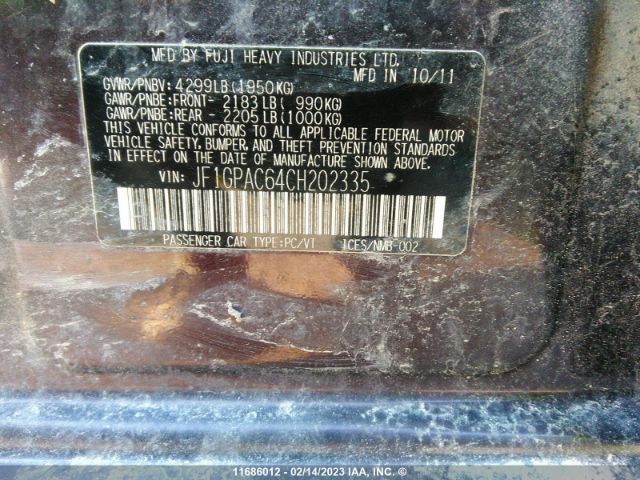 MFD BY FUJI HEAVY INDUSTRIES LTD.
MFD IN 10/11
GVWR/PNBV: 4299LB(1950KG)
GAWR/PNBE:FRONT- 2183LB( 990KG)
GAWR/PNBE:REAR - 2205LB(1000KG)
THIS VEHICLE CONFORMS TO ALL APPLICABLE FEDERAL MOTOR
VEHICLE SAFETY, BUMPER, AND THEFT PREVENTION STANDARDS
IN EFFECT ON THE DATE OF MANUFACTURE SHOWN ABOVE.
VIN: JF1GPAC64CH202335
PASSENGER CAR TYPE:PC/VT ICES/NMB-002
11686012 - 02/14/2023 IAA, INC. ©